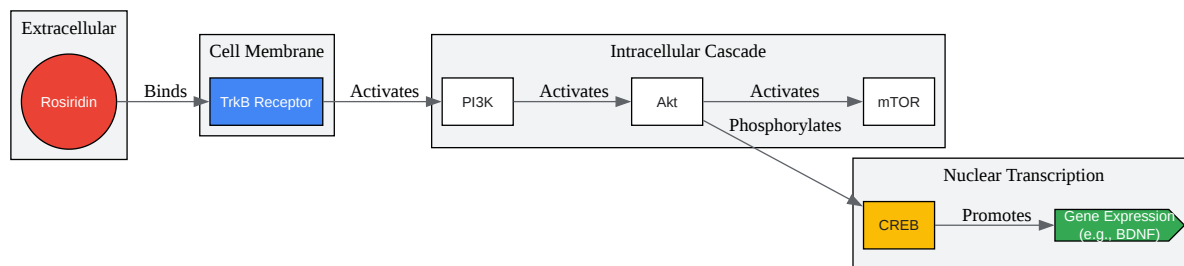 Extracellular
Rosiridin
Binds
Cell Membrane
TrkB Receptor
Activates
Intracellular Cascade
PI3K
Activates
Akt
Activates
mTOR
Phosphorylates
Nuclear Transcription
CREB
Promotes
Gene Expression
(e.g., BDNF)